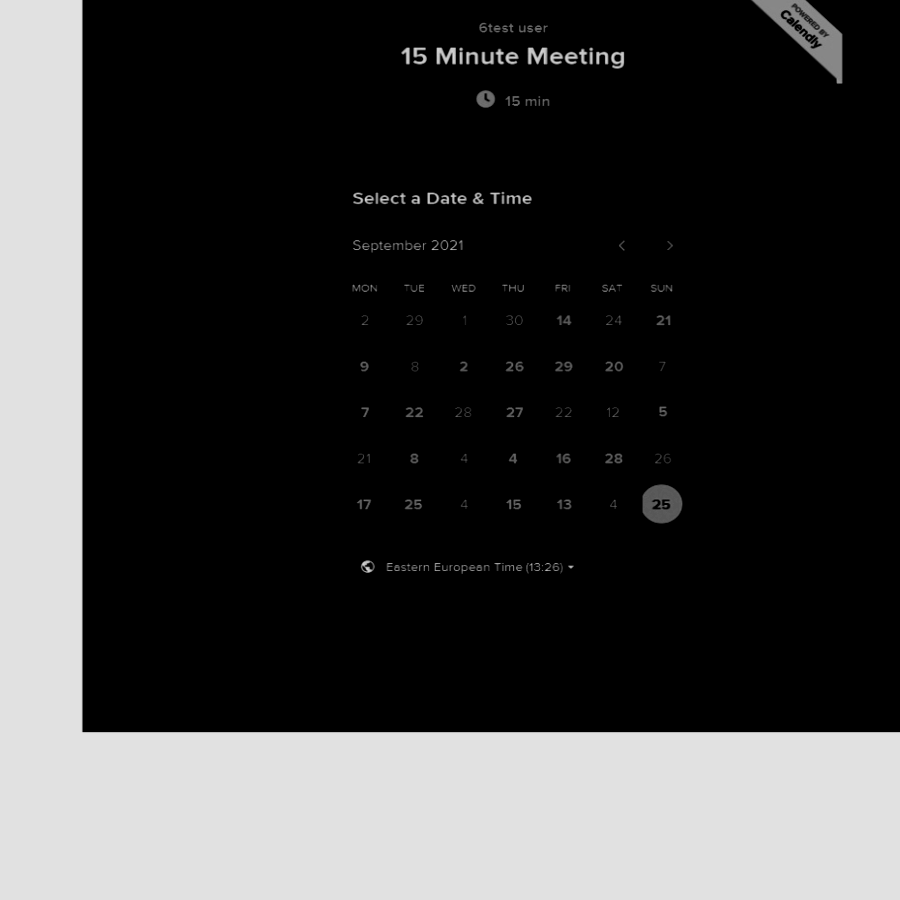 POWERED BY
Calendly
6test user
15 Minute Meeting
15 min
Select a Date & Time
September 2021
MON TUE WED THU FRI SAT SUN
2 29 1 30 14 24 21
9 8 2 26 29 20 7
7 22 28 27 22 12 5
21 8 4 4 16 28 26
17 25 4 15 13 4 25
Eastern European Time (13:26)